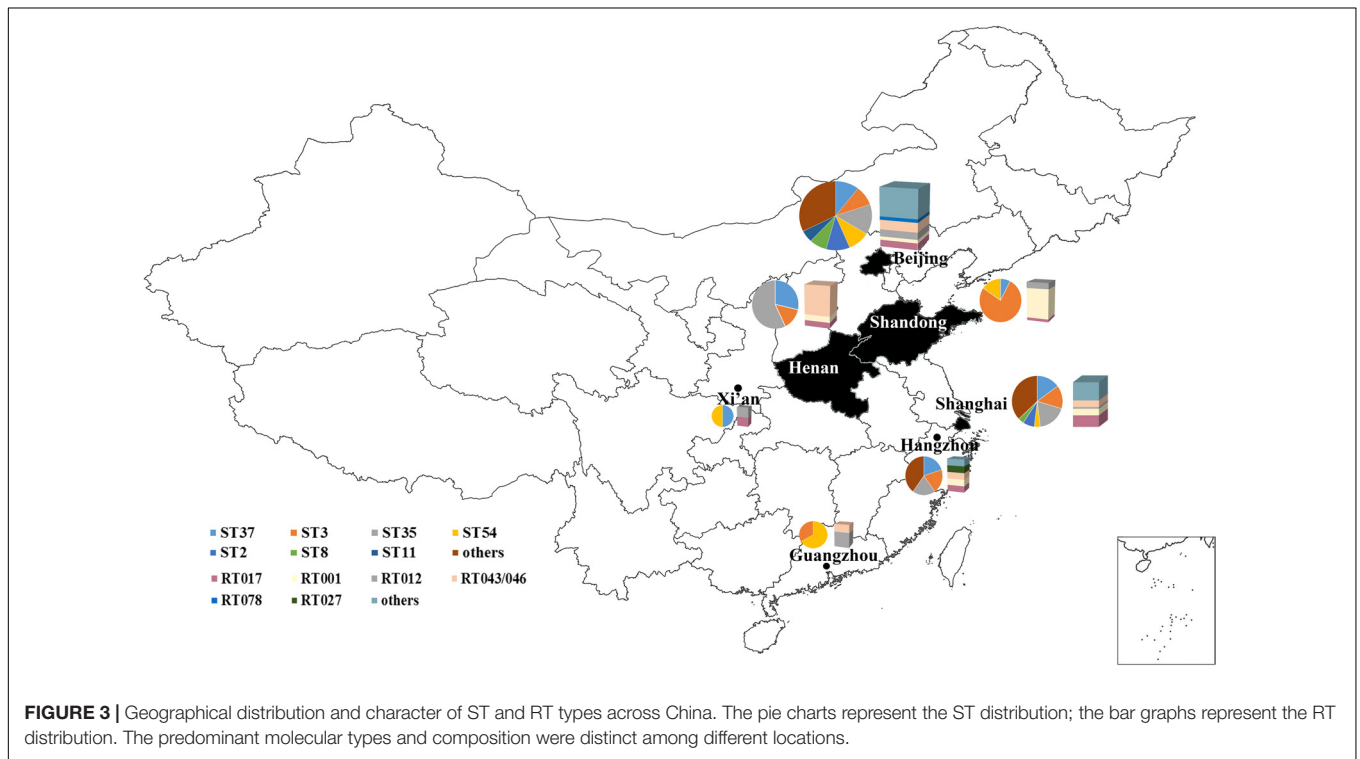 Beijing
Shandong
Henan
Xi'an
Shanghai
Hangzhou
Guangzhou
ST37 ST3 ST35 ST54
ST2 ST8 ST11 others
RT017 RT001 RT012 RT043/046
RT078 RT027 others
FIGURE 3 | Geographical distribution and character of ST and RT types across China. The pie charts represent the ST distribution; the bar graphs represent the RT
distribution. The predominant molecular types and composition were distinct among different locations.